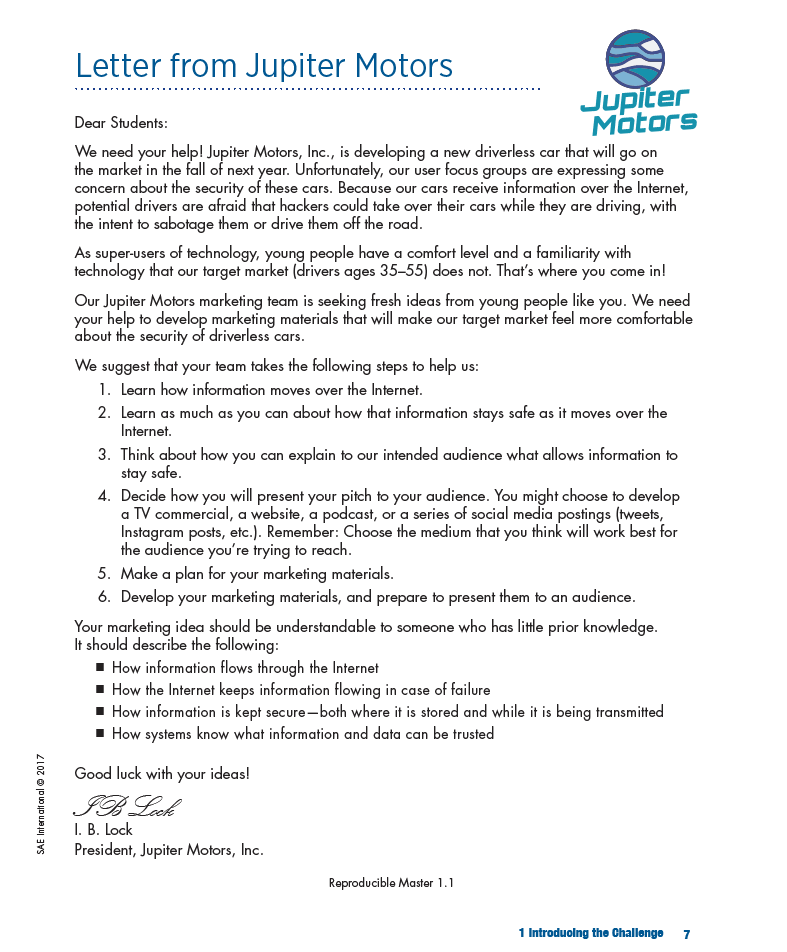 Letter from Jupiter Motors
Jupiter
Motors
Dear Students:
We need your help! Jupiter Motors, Inc., is developing a new driverless car that will go on
the market in the fall of next year. Unfortunately, our user focus groups are expressing some
concern about the security of these cars. Because our cars receive information over the Internet,
potential drivers are afraid that hackers could take over their cars while they are driving, with
the intent to sabotage them or drive them off the road.
As super-users of technology, young people have a comfort level and a familiarity with
technology that our target market (drivers ages 35–55) does not. That's where you come in!
Our Jupiter Motors marketing team is seeking fresh ideas from young people like you. We need
your help to develop marketing materials that will make our target market feel more comfortable
about the security of driverless cars.
We suggest that your team takes the following steps to help us:
1. Learn how information moves over the Internet.
2. Learn as much as you can about how that information stays safe as it moves over the
Internet.
3. Think about how you can explain to our intended audience what allows information to
stay safe.
4. Decide how you will present your pitch to your audience. You might choose to develop
a TV commercial, a website, a podcast, or a series of social media postings (tweets,
Instagram posts, etc.). Remember: Choose the medium that you think will work best for
the audience you're trying to reach.
5. Make a plan for your marketing materials.
6. Develop your marketing materials, and prepare to present them to an audience.
Your marketing idea should be understandable to someone who has little prior knowledge.
It should describe the following:
■ How information flows through the Internet
■ How the Internet keeps information flowing in case of failure
■ How information is kept secure—both where it is stored and while it is being transmitted
■ How systems know what information and data can be trusted
Good luck with your ideas!
I B Lock
I. B. Lock
President, Jupiter Motors, Inc.
SAE International © 2017
Reproducible Master 1.1
1 Introducing the Challenge 7